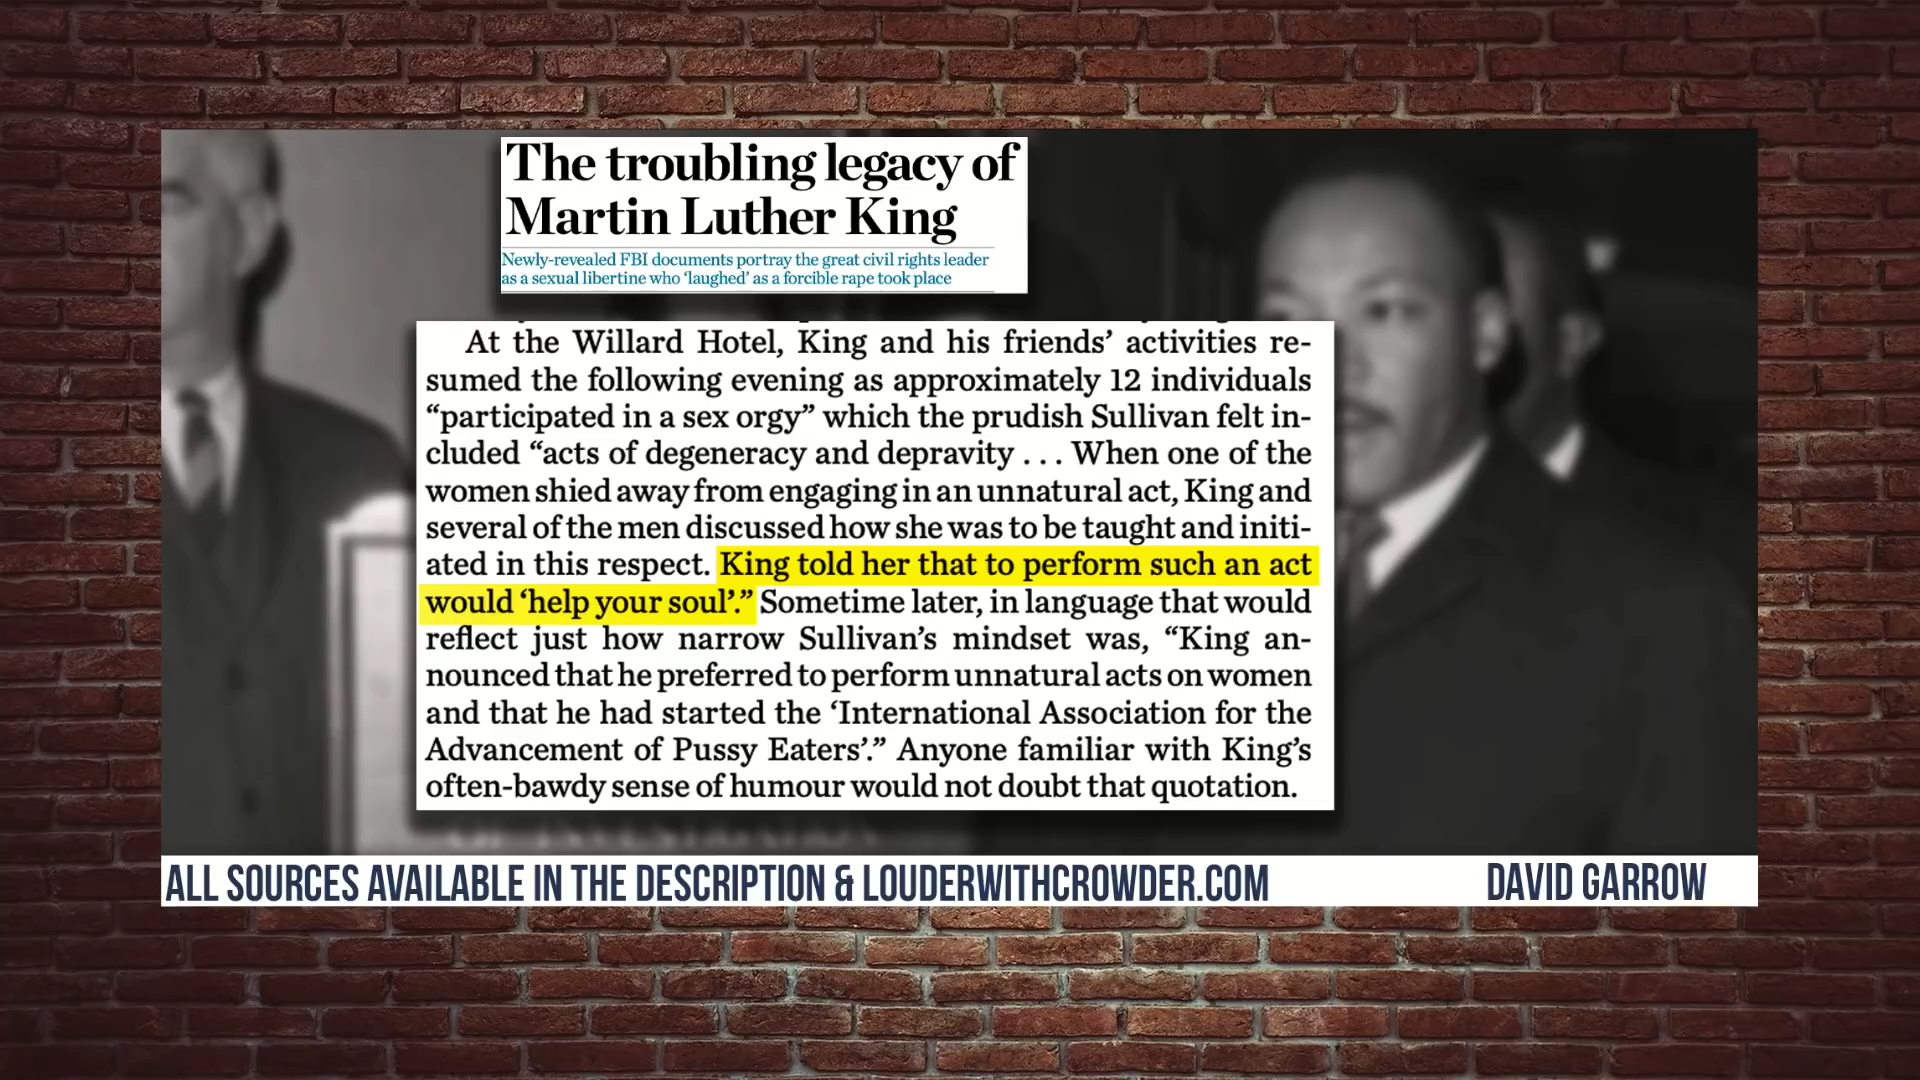 The troubling legacy of
Martin Luther King
Newly-revealed FBI documents portray the great civil rights leader
as a sexual libertine who ‘laughed’ as a forcible rape took place
At the Willard Hotel, King and his friends’ activities re-
sumed the following evening as approximately 12 individuals
“participated in a sex orgy” which the prudish Sullivan felt in-
cluded “acts of degeneracy and depravity . . . When one of the
women shied away from engaging in an unnatural act, King and
several of the men discussed how she was to be taught and initi-
ated in this respect. King told her that to perform such an act
would ‘help your soul’.” Sometime later, in language that would
reflect just how narrow Sullivan’s mindset was, “King an-
nounced that he preferred to perform unnatural acts on women
and that he had started the ‘International Association for the
Advancement of Pussy Eaters’.” Anyone familiar with King’s
often-bawdy sense of humour would not doubt that quotation.
OF INVESTIGATION
ALL SOURCES AVAILABLE IN THE DESCRIPTION & LOUDERWITHCROWDER.COM
DAVID GARROW